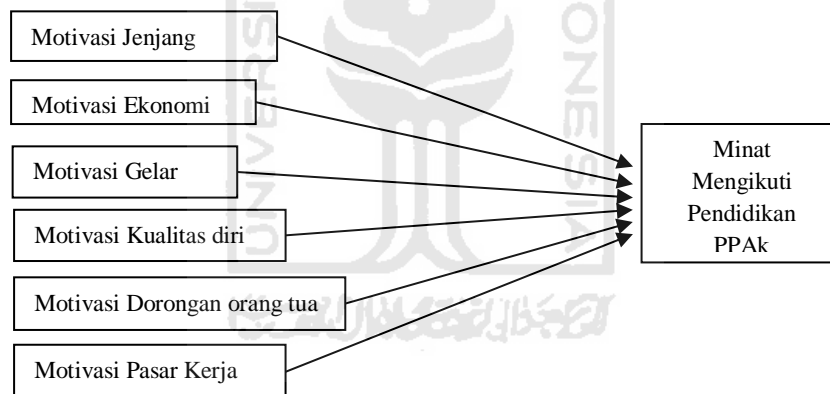 Motivasi Jenjang
Motivasi Ekonomi
Motivasi Gelar
Motivasi Kualitas diri
Motivasi Dorongan orang tua
Motivasi Pasar Kerja
Minat
Mengikuti
Pendidikan
PPAk